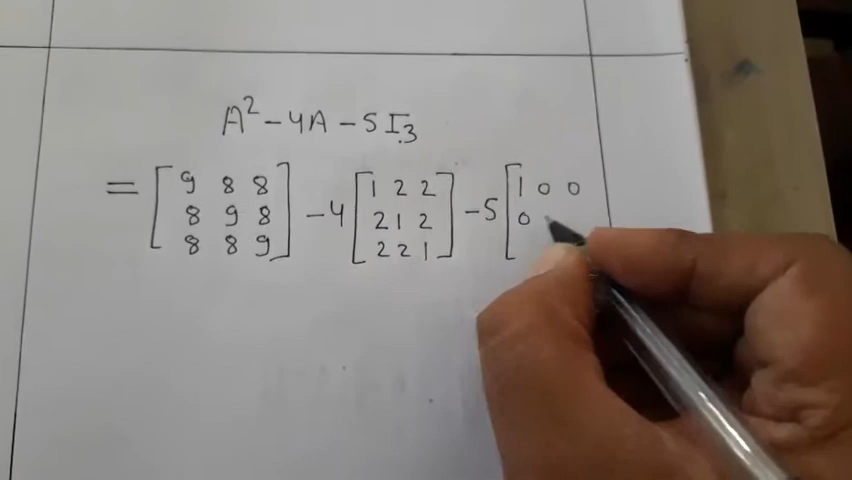 A² - 4A - 5I₃
= [ 9 8 8 ] - 4 [ 1 2 2 ] - 5 [ 1 0 0
8 9 8 2 1 2 0
8 8 9 2 2 1